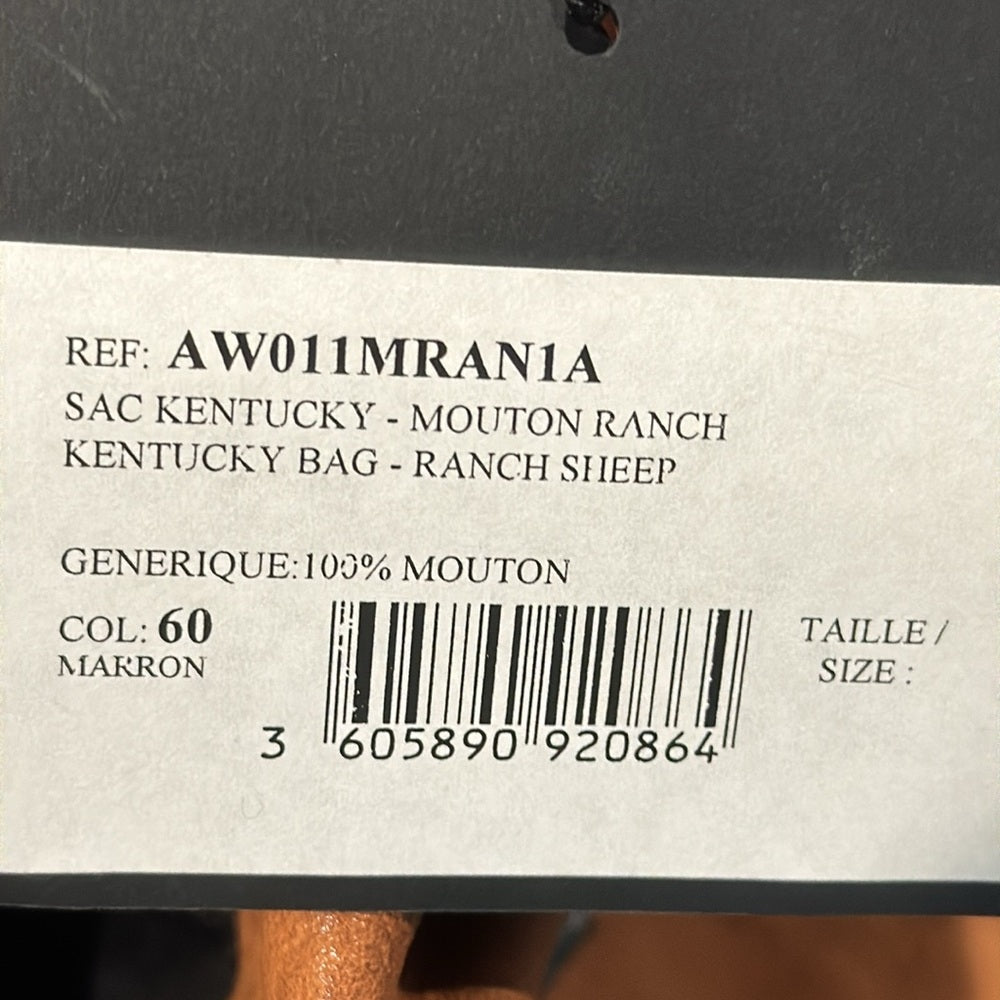 REF: AW011MRAN1A
SAC KENTUCKY - MOUTON RANCH
KENTUCKY BAG - RANCH SHEEP
GENERIQUE:100% MOUTON
COL: 60
MARRON
TAILLE /
SIZE :
3 605890 920864